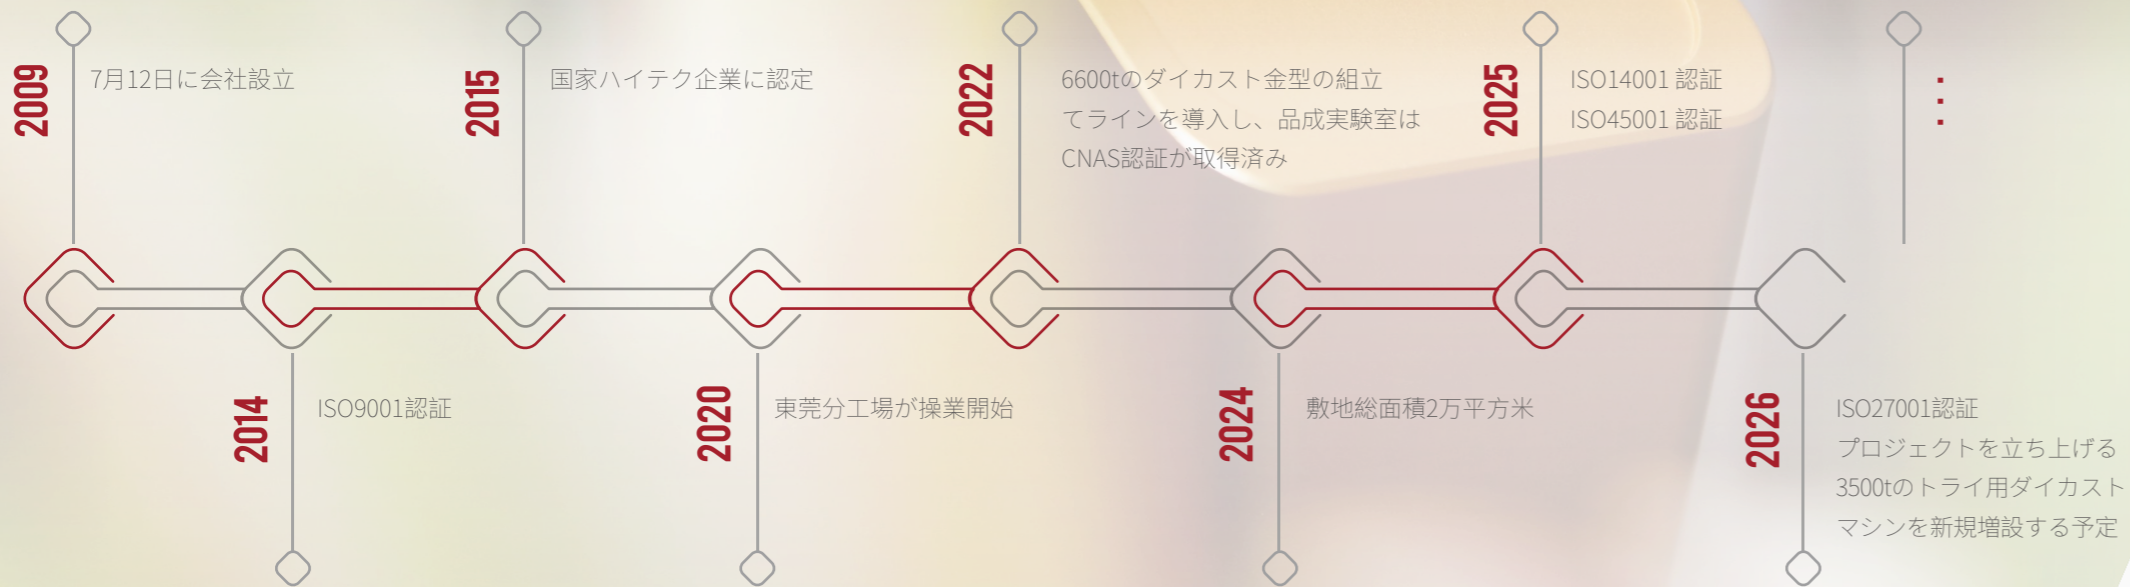 2009
7月12日に会社設立
2014
ISO9001認証
2015
国家ハイテク企業に認定
2020
東莞分工場が操業開始
2022
6600tのダイカスト金型の組立
てラインを導入し、品成実験室は
CNAS認証が取得済み
2024
敷地総面積2万平方米
2025
ISO14001 認証
ISO45001 認証
2026
ISO27001認証
プロジェクトを立ち上げる
3500tのトライ用ダイカスト
マシンを新規増設する予定
...